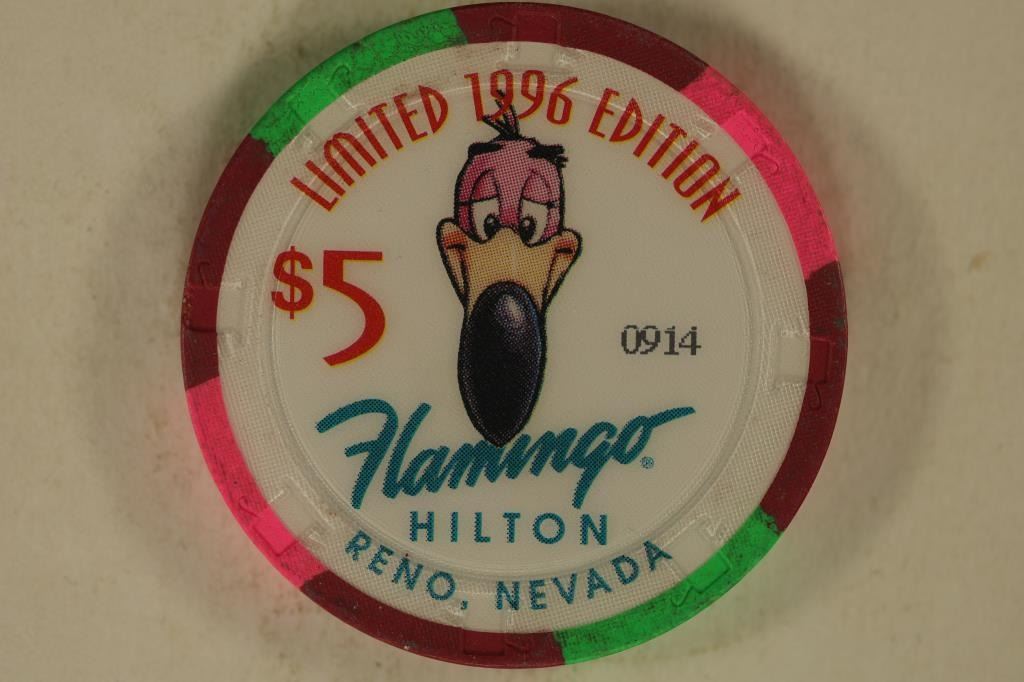 LIMITED 1996 EDITION
$5
0914
Flamingo®
HILTON
RENO, NEVADA